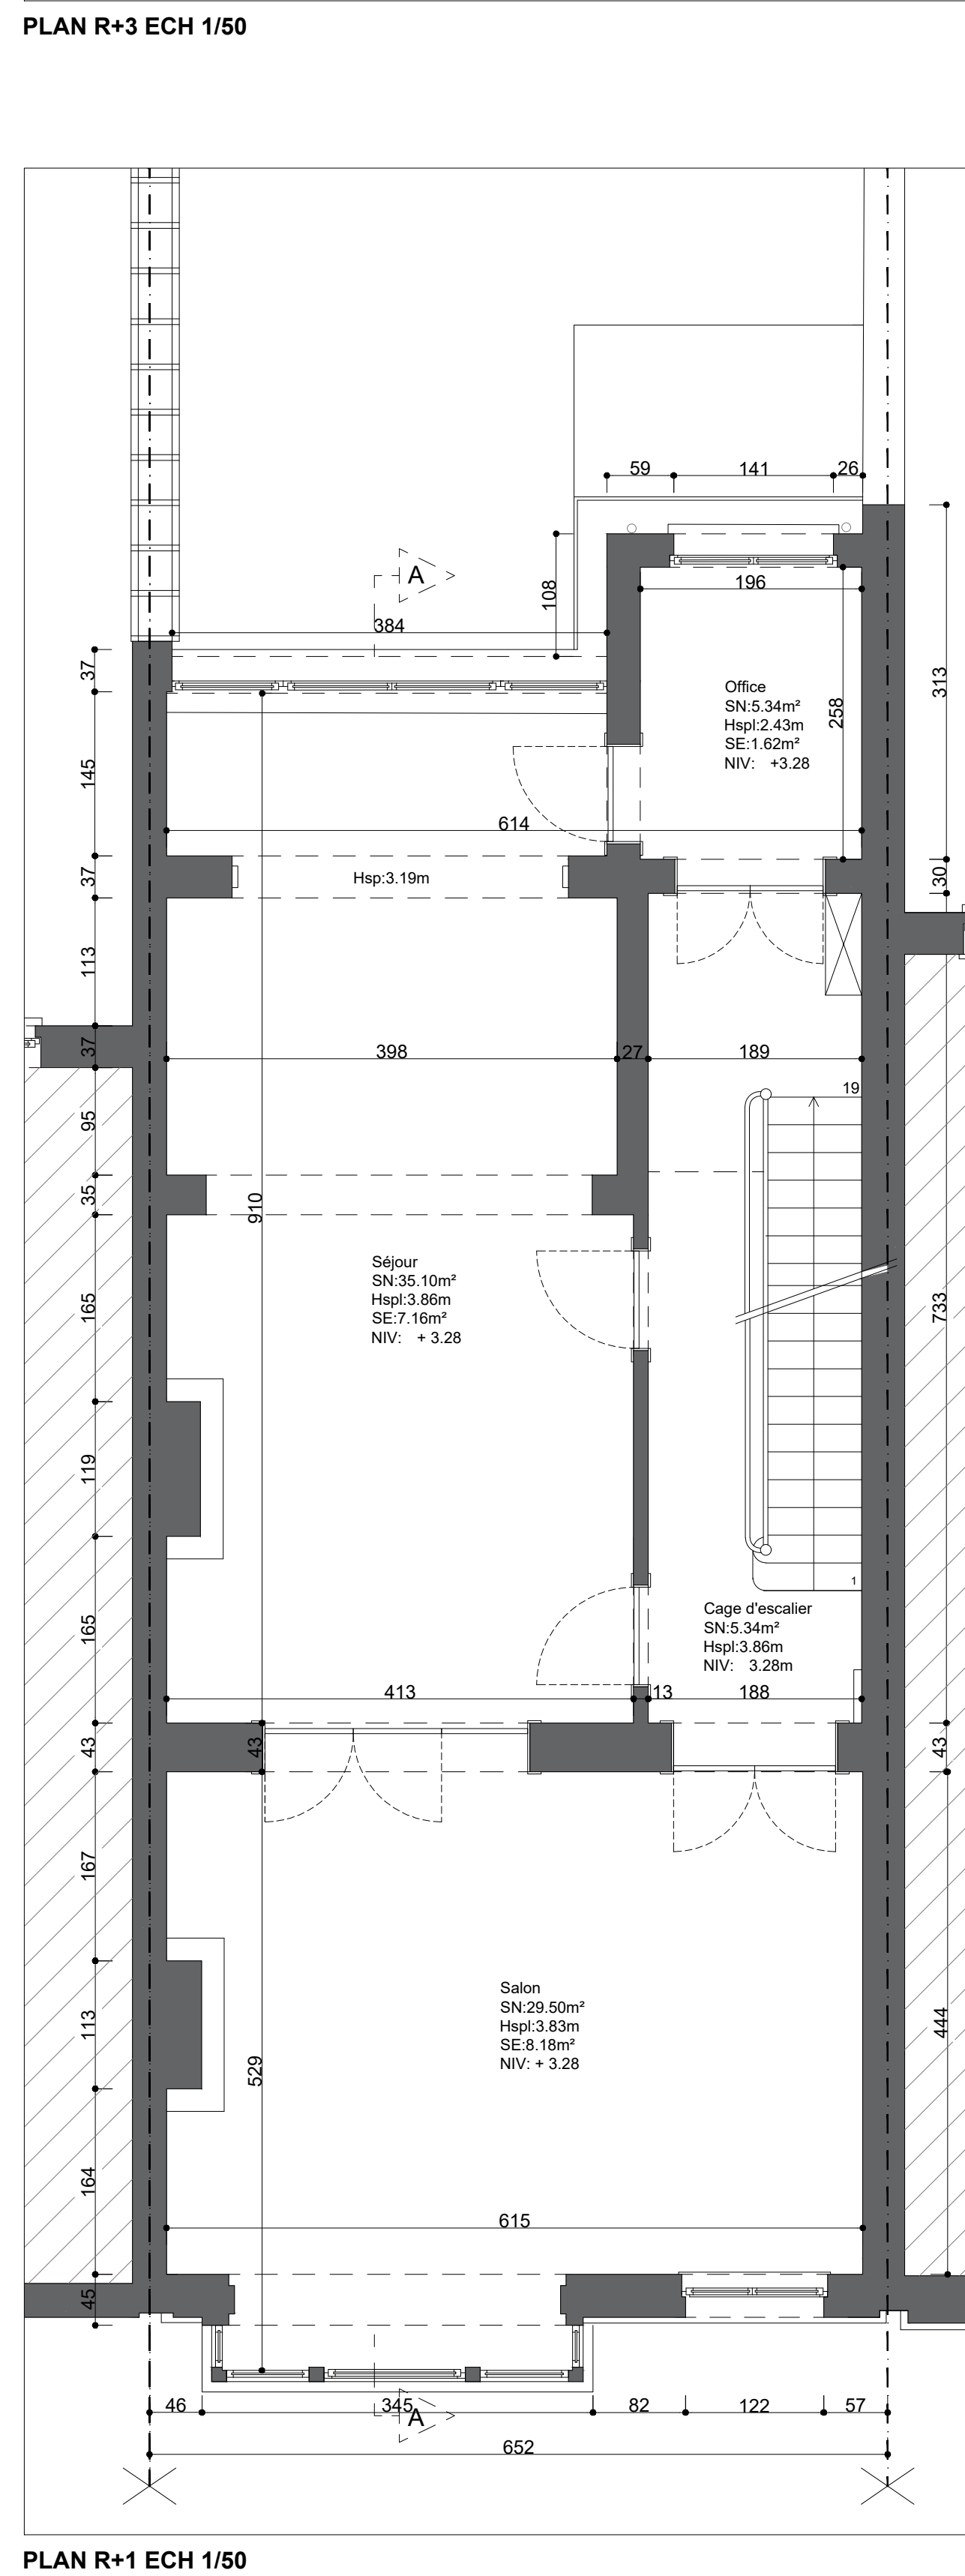 PLAN R+3 ECH 1/50
59
141
26
A
108
196
384
37
Office
SN:5.34m²
Hspl:2.43m
SE:1.62m²
NIV: +3.28
258
313
145
614
37
Hsp:3.19m
30
113
37
398
27
189
19
95
35
910
Séjour
SN:35.10m²
Hspl:3.86m
SE:7.16m²
NIV: + 3.28
165
733
119
1
Cage d'escalier
SN:5.34m²
Hspl:3.86m
NIV: 3.28m
165
413
13
188
43
43
43
167
Salon
SN:29.50m²
Hspl:3.83m
SE:8.18m²
NIV: + 3.28
113
444
529
164
615
45
46
345
A
82
122
57
652
PLAN R+1 ECH 1/50